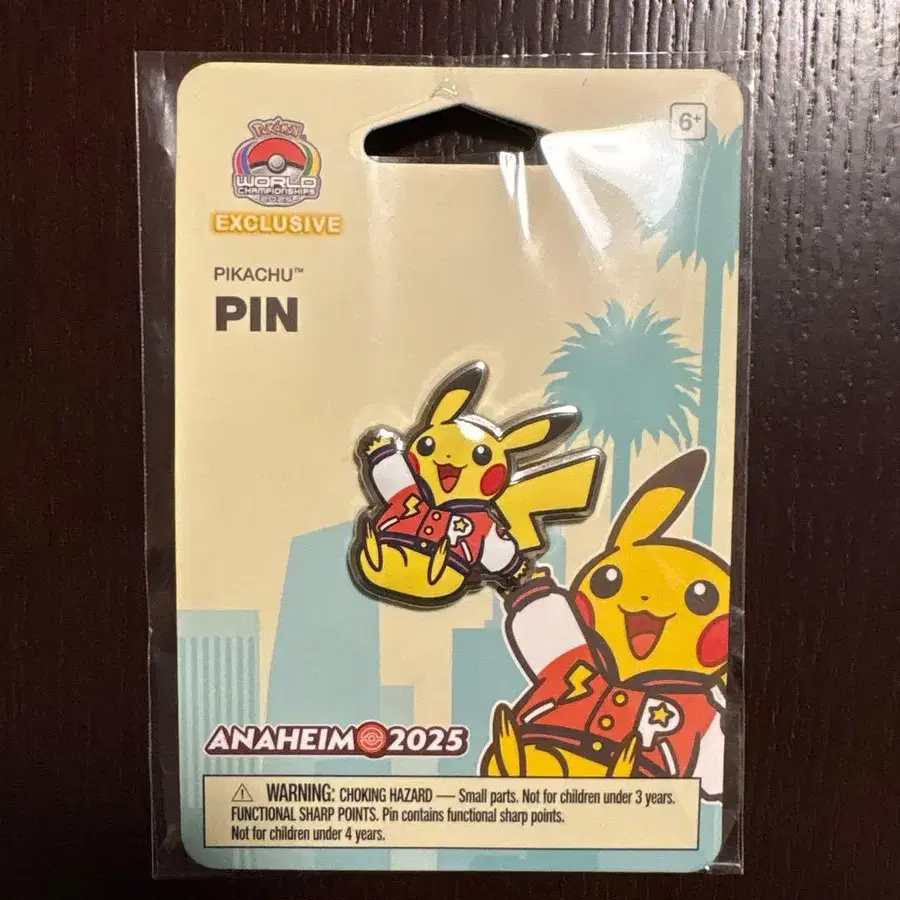 Pokémon
WORLD
CHAMPIONSHIPS
2025
EXCLUSIVE
6+
PIKACHU™
PIN
P
P
ANAHEIM 2025
⚠ WARNING: CHOKING HAZARD — Small parts. Not for children under 3 years.
FUNCTIONAL SHARP POINTS. Pin contains functional sharp points.
Not for children under 4 years.